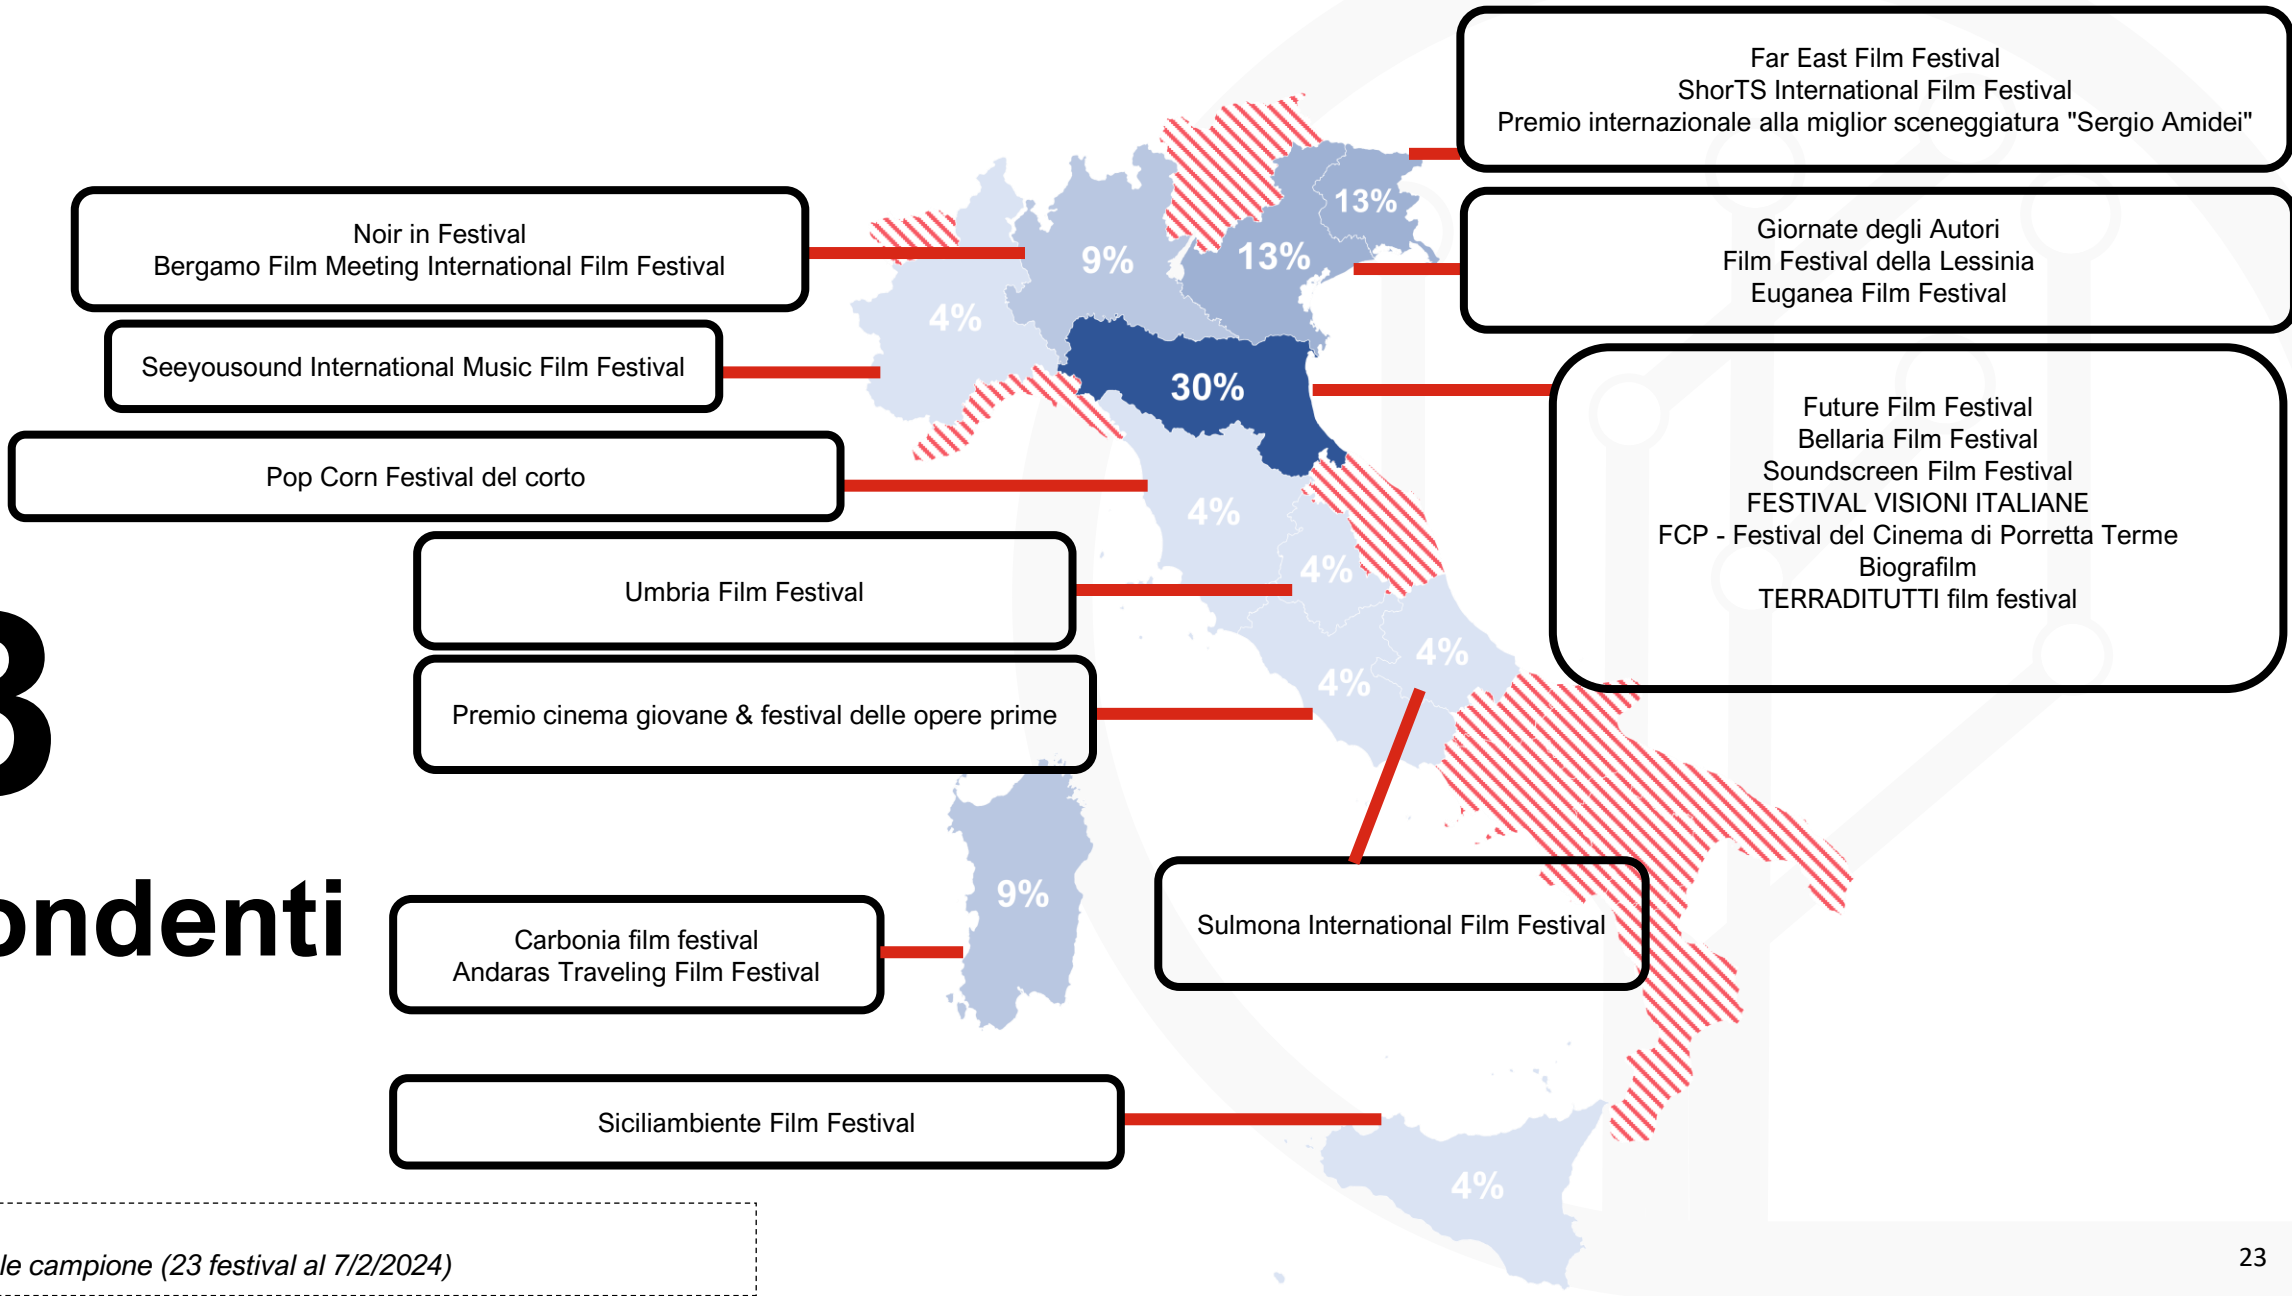 Far East Film Festival
ShorTS International Film Festival
Premio internazionale alla miglior sceneggiatura "Sergio Amidei"
13%
Noir in Festival
Bergamo Film Meeting International Film Festival
9%
13%
Giornate degli Autori
Film Festival della Lessinia
Euganea Film Festival
4%
Seeyousound International Music Film Festival
30%
Future Film Festival
Bellaria Film Festival
Soundscreen Film Festival
FESTIVAL VISIONI ITALIANE
FCP - Festival del Cinema di Porretta Terme
Biografilm
TERRADITUTTI film festival
Pop Corn Festival del corto
4%
Umbria Film Festival
4%
4%
4%
Premio cinema giovane & festival delle opere prime
3
ondenti
9%
Carbonia film festival
Andaras Traveling Film Festival
Sulmona International Film Festival
Siciliambiente Film Festival
4%
le campione (23 festival al 7/2/2024)
23